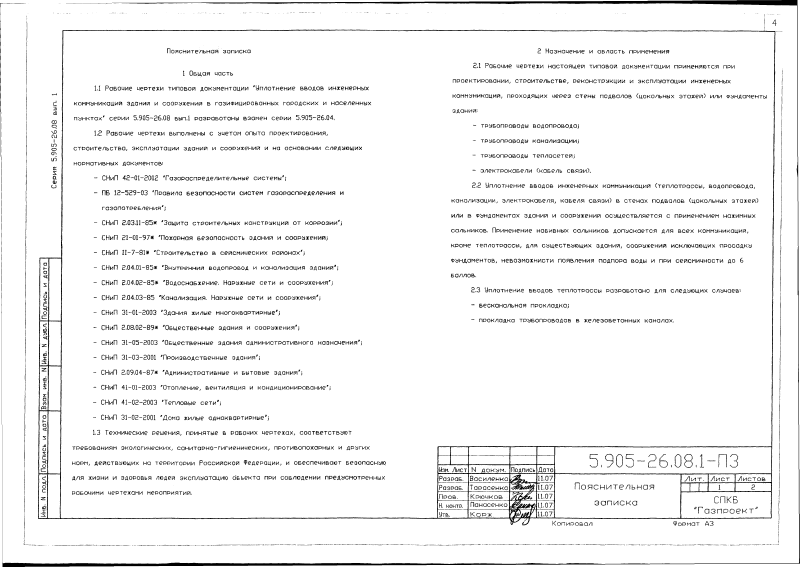 4
Серия 5.905-26.08 вып. 1
Пояснительная записка
1 Общая часть
1.1 Рабочие чертежи типовой документации "Уплотнение вводов инженерных
коммуникаций зданий и сооружений в газифицированных городских и населенных
пунктах" серии 5.905-26.08 вып.1 разработаны взамен серии 5.905-26.04.
1.2 Рабочие чертежи выполнены с учетом опыта проектирования,
строительства, эксплуатации зданий и сооружений и на основании следующих
нормативных документов:
- СНиП 42-01-2002 "Газораспределительные системы";
- ПБ 12-529-03 "Правила безопасности систем газораспределения и
газопотребления";
- СНиП 2.03.11-85* "Защита строительных конструкций от коррозии";
- СНиП 21-01-97* "Пожарная безопасность зданий и сооружений;
- СНиП II-7-81* "Строительство в сейсмических районах";
- СНиП 2.04.01-85* "Внутренний водопровод и канализация зданий";
- СНиП 2.04.02-85* "Водоснабжение. Наружные сети и сооружения";
- СНиП 2.04.03-85 "Канализация. Наружные сети и сооружения";
- СНиП 31-01-2003 "Здания жилые многоквартирные";
- СНиП 2.08.02-89* "Общественные здания и сооружения";
- СНиП 31-05-2003 "Общественные здания административного назначения";
- СНиП 31-03-2001 "Производственные здания";
- СНиП 2.09.04-87* "Административные и бытовые здания";
- СНиП 41-01-2003 "Отопление, вентиляция и кондиционирование";
- СНиП 41-02-2003 "Тепловые сети";
- СНиП 31-02-2001 "Дома жилые одноквартирные";
1.3 Технические решения, принятые в рабочих чертежах, соответствуют
требованиям экологических, санитарно-гигиенических, противопожарных и других
норм, действующих на территории Российской Федерации, и обеспечивает безопасную
для жизни и здоровья людей эксплуатацию объекта при соблюдении предусмотренных
рабочими чертежами мероприятий.
2 Назначение и область применения
2.1 Рабочие чертежи настоящей типовой документации применяются при
проектировании, строительстве, реконструкции и эксплуатации инженерных
коммуникаций, проходящих через стены подвалов (цокольных этажей) или фундаменты
зданий:
- трубопроводы водопровода;
- трубопроводы канализации;
- трубопроводы теплосетей;
- электрокабели (кабель связи).
2.2 Уплотнение вводов инженерных коммуникаций (теплотрассы, водопровода,
канализации, электрокабеля, кабеля связи) в стенах подвалов (цокольных этажей)
или в фундаментах зданий и сооружений осуществляется с применением нажимных
сальников. Применение набивных сальников допускается для всех коммуникаций,
кроме теплотрассы, для существующих зданий, сооружений исключающих просадку
фундаментов, невозможности появления подпора воды и при сейсмичности до 6
баллов.
2.3 Уплотнение вводов теплотрассы разработано для следующих случаев:
- бесканальная прокладка;
- прокладка трубопроводов в железобетонных каналах.
Инв. N подл.
Подпись и дата
Взам инв. N
Инв. N дубл.
Подпись и дата
5.905-26.08.1-ПЗ
Изм. Лист N докум. Подпись Дата
Разраб. Василенко 11.07
Разраб. Тарасенко 11.07
Пров. Крючков 11.07
Н. контр. Панасенко 11.07
Утв. Корж 11.07
Пояснительная
записка
Лит. Лист Листов
1 2
СПКБ
"Газпроект"
Копировал Формат А3